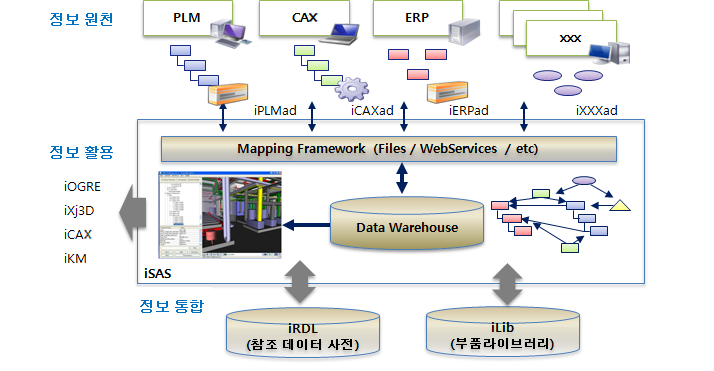 정보 원천
PLM
CAX
ERP
xxx
iPLMad
iCAXad
iERPad
iXXXad
정보 활용
Mapping Framework (Files / WebServices / etc)
iOGRE
iXj3D
iCAX
iKM
Data Warehouse
iSAS
정보 통합
iRDL
(참조 데이터 사전)
iLib
(부품라이브러리)